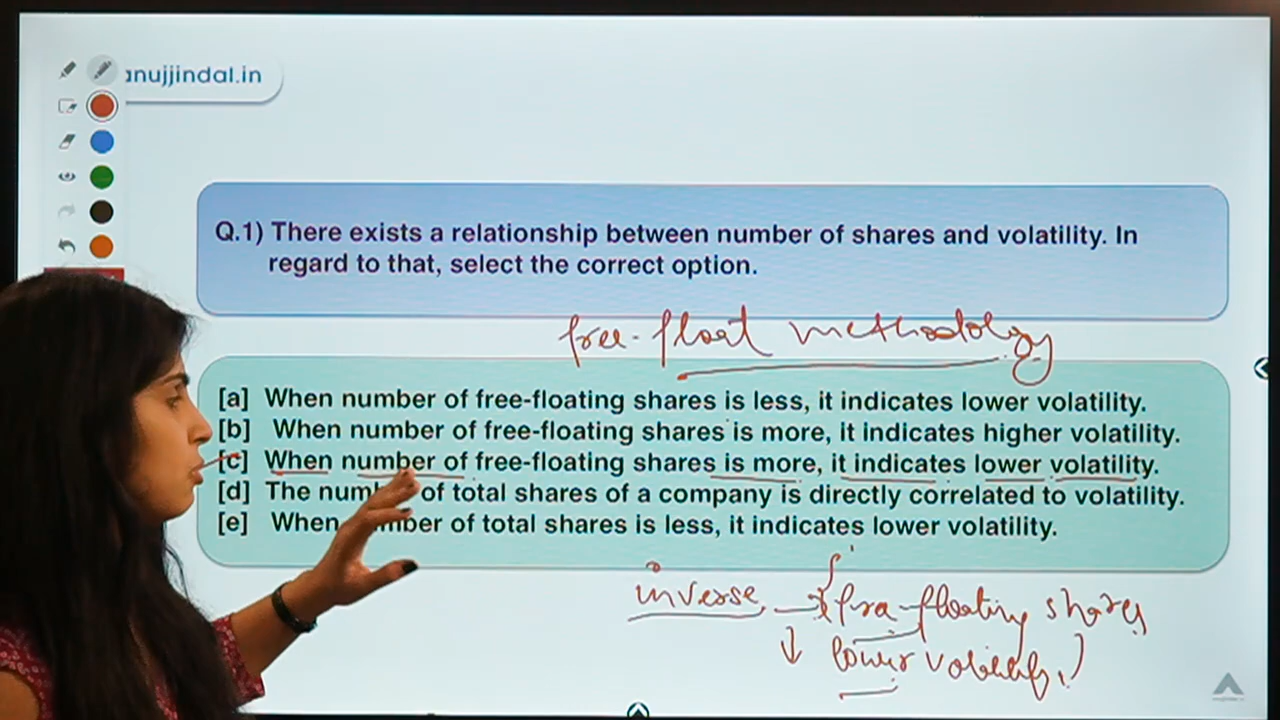 anujjindal.in
Q.1) There exists a relationship between number of shares and volatility. In
regard to that, select the correct option.
free-float methodology
[a] When number of free-floating shares is less, it indicates lower volatility.
[b] When number of free-floating shares is more, it indicates higher volatility.
[c] When number of free-floating shares is more, it indicates lower volatility.
[d] The of total shares of a company is directly correlated to volatility.
[e] When of total shares is less, it indicates lower volatility.
inverse floating shares
lower